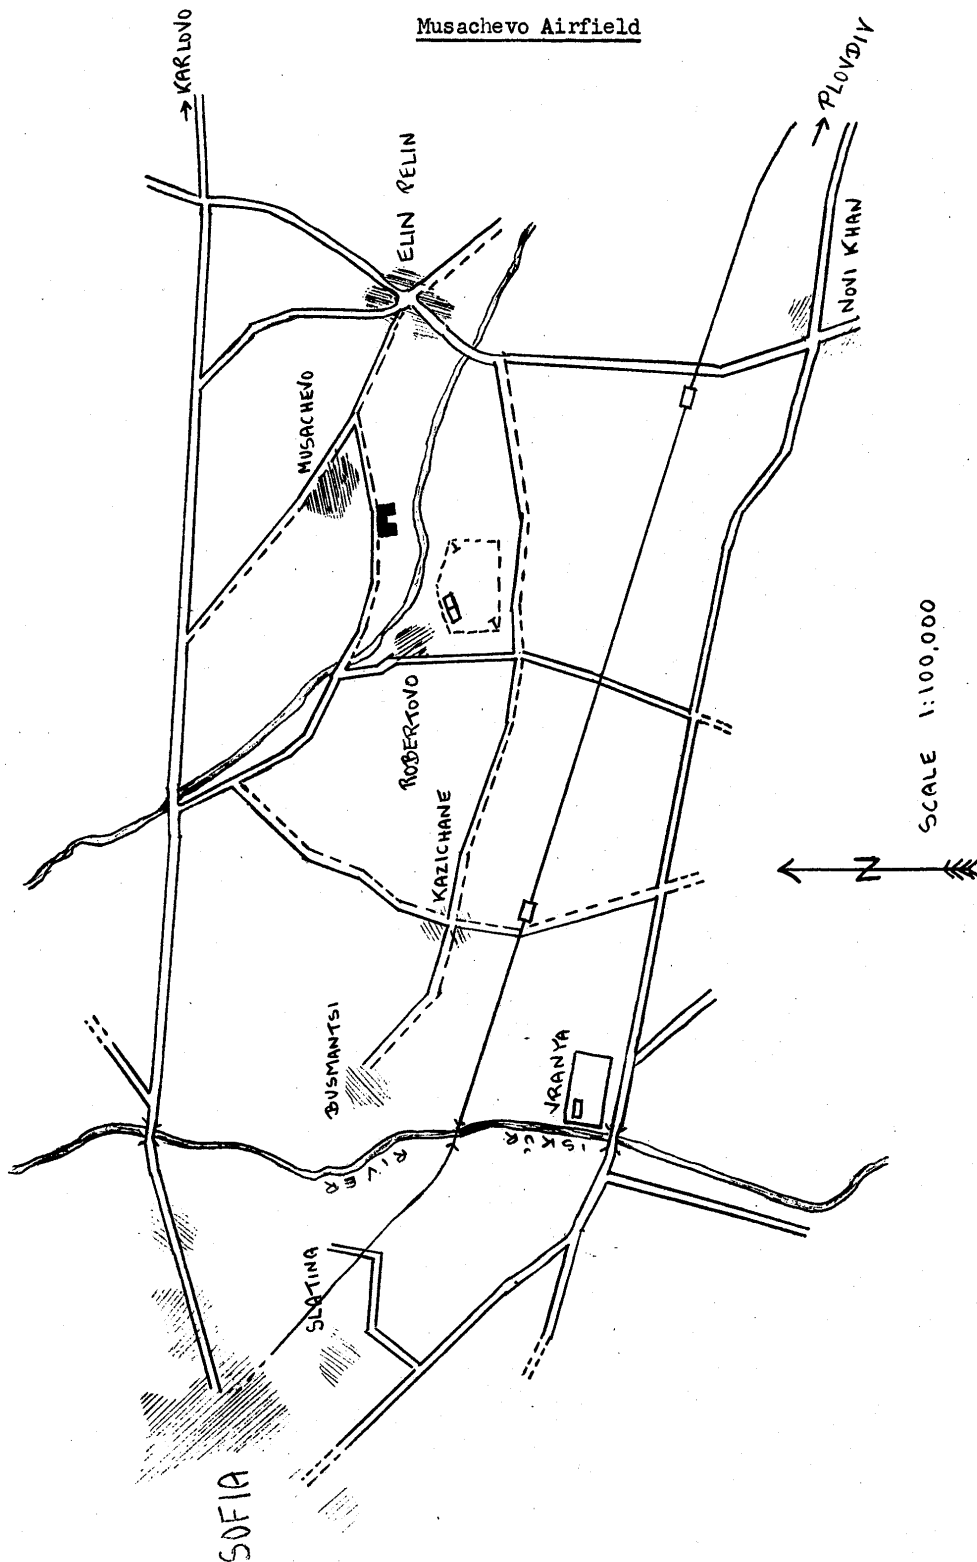 Musachevo Airfield
→ KARLOVO
→ PLOVDIV
ELIN PELIN
NOVI KHAN
MUSACHEVO
ROBERTOVO
KAZICHANE
BUSMANTSI
VRANYA
ISKUR
RIVER
SLATINA
SOFIA
N
SCALE 1:100,000